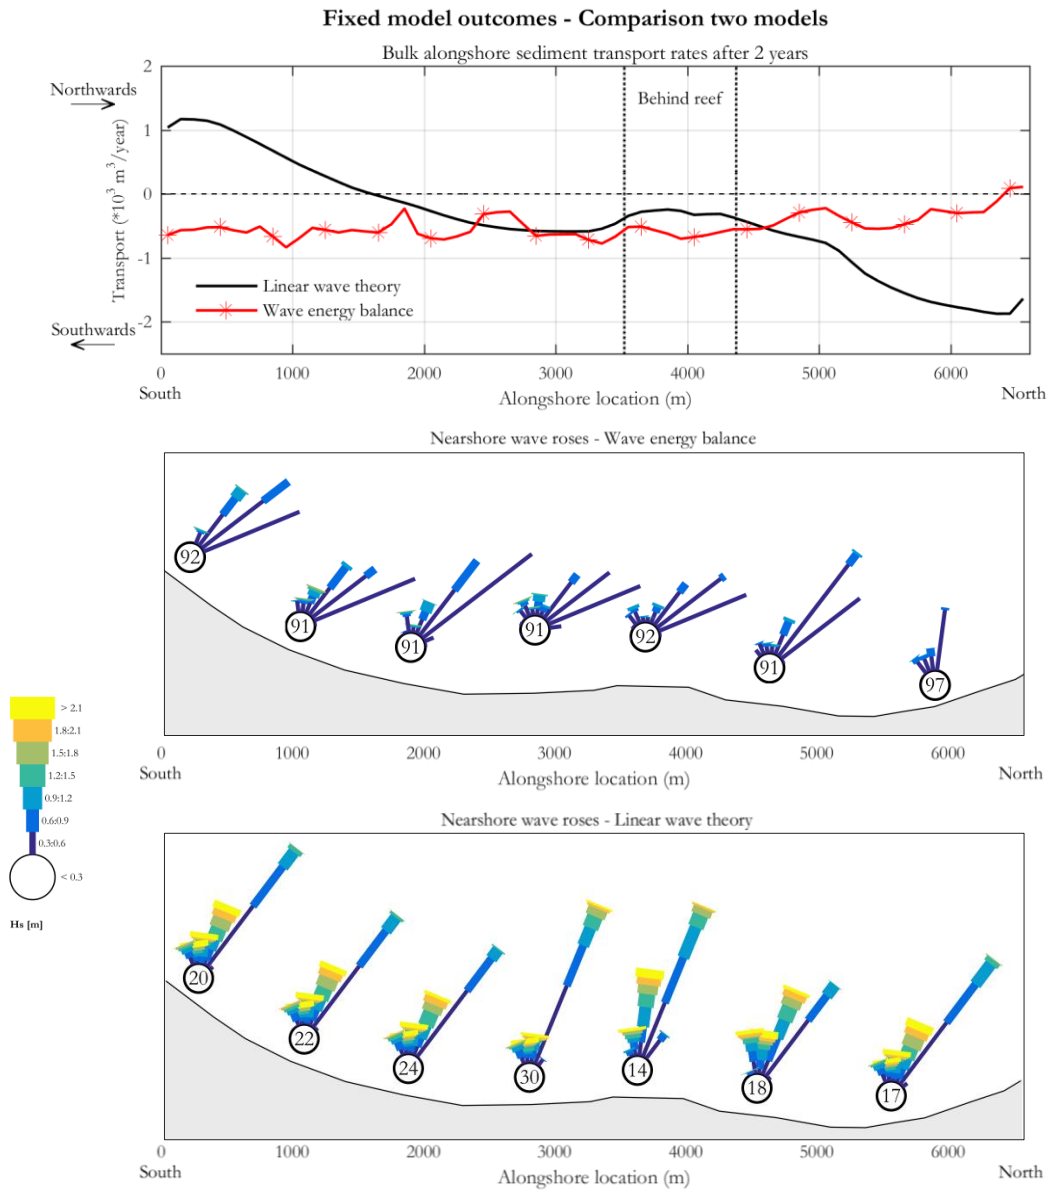 Fixed model outcomes - Comparison two models
Bulk alongshore sediment transport rates after 2 years
Northwards
Southwards
Transport (*10³ m³/year)
2
1
0
-1
-2
Behind reef
Linear wave theory
Wave energy balance
0 1000 2000 3000 4000 5000 6000
South North
Alongshore location (m)
Nearshore wave roses - Wave energy balance
92 91 91 91 92 91 97
0 1000 2000 3000 4000 5000 6000
South North
Alongshore location (m)
> 2.1
1.8:2.1
1.5:1.8
1.2:1.5
0.9:1.2
0.6:0.9
0.3:0.6
< 0.3
Hs [m]
Nearshore wave roses - Linear wave theory
20 22 24 30 14 18 17
0 1000 2000 3000 4000 5000 6000
South North
Alongshore location (m)